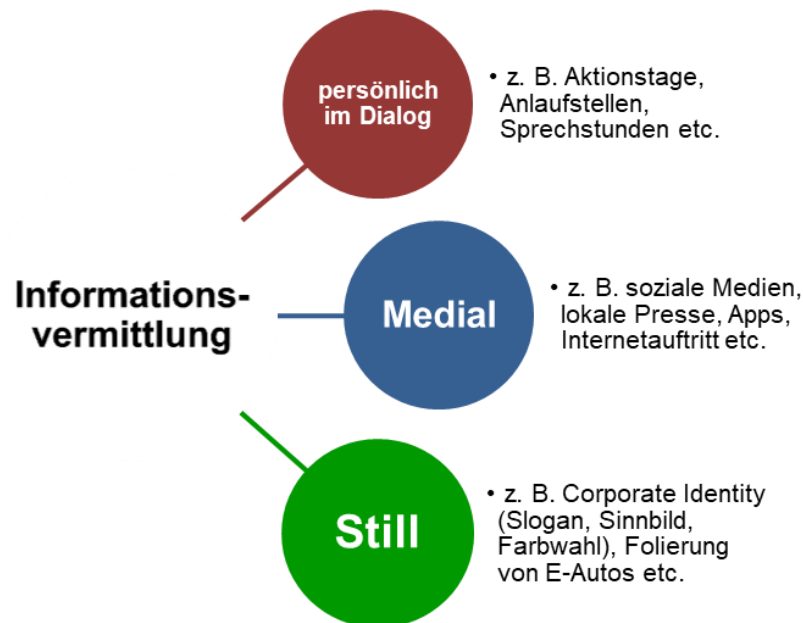 persönlich
im Dialog
• z. B. Aktionstage,
Anlaufstellen,
Sprechstunden etc.
Informations-
vermittlung
Medial
• z. B. soziale Medien,
lokale Presse, Apps,
Internetauftritt etc.
Still
• z. B. Corporate Identity
(Slogan, Sinnbild,
Farbwahl), Folierung
von E-Autos etc.